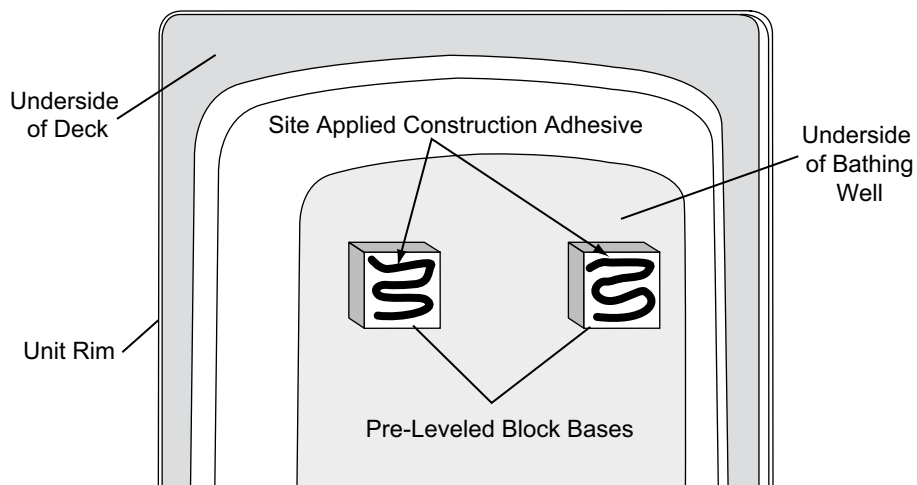 Underside
of Deck
Site Applied Construction Adhesive
Underside
of Bathing
Well
Unit Rim
Pre-Leveled Block Bases